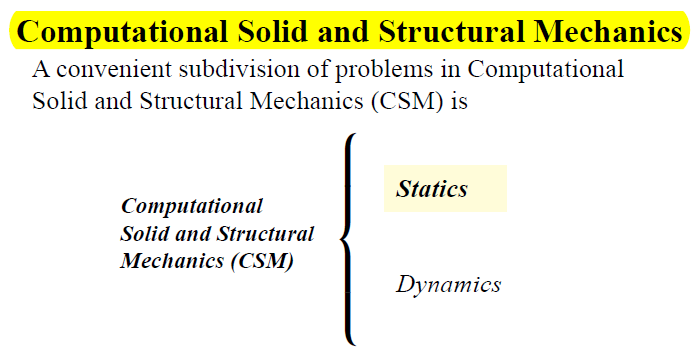 Computational Solid and Structural Mechanics
A convenient subdivision of problems in Computational
Solid and Structural Mechanics (CSM) is
Computational
Solid and Structural
Mechanics (CSM)
Statics
Dynamics